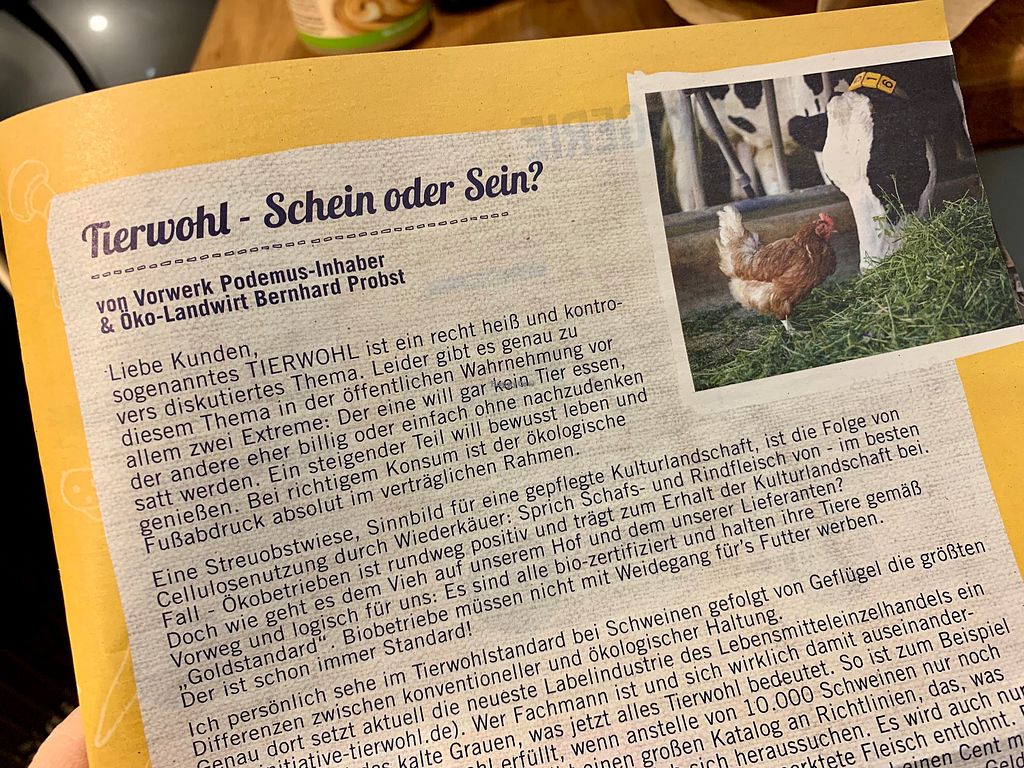 Tierwohl - Schein oder Sein?
von Vorwerk Podemus-Inhaber
& Öko-Landwirt Bernhard Probst
Liebe Kunden,
sogenanntes TIERWOHL ist ein recht heiß und kontro-
vers diskutiertes Thema. Leider gibt es genau zu
diesem Thema in der öffentlichen Wahrnehmung vor
allem zwei Extreme: Der eine will gar kein Tier essen,
der andere eher billig oder einfach ohne nachzudenken
satt werden. Ein steigender Teil will bewusst leben und
genießen. Bei richtigem Konsum ist der ökologische
Fußabdruck absolut im verträglichen Rahmen.
Eine Streuobstwiese, Sinnbild für eine gepflegte Kulturlandschaft, ist die Folge von
Cellulosenutzung durch Wiederkäuer: Sprich Schafs- und Rindfleisch von - im besten
Fall - Ökobetrieben ist rundweg positiv und trägt zum Erhalt der Kulturlandschaft bei.
Doch wie geht es dem Vieh auf unserem Hof und dem unserer Lieferanten?
Vorweg und logisch für uns: Es sind alle bio-zertifiziert und halten ihre Tiere gemäß
„Goldstandard". Biobetriebe müssen nicht mit Weidegang für's Futter werben.
Der ist schon immer Standard!
Ich persönlich sehe im Tierwohlstandard bei Schweinen gefolgt von Geflügel die größten
Differenzen zwischen konventioneller und ökologischer Haltung.
Genau dort setzt aktuell die neueste Labelindustrie des Lebensmitteleinzelhandels ein
itiative-tierwohl.de). Wer Fachmann ist und sich wirklich damit auseinander-
das kalte Grauen, was jetzt alles Tierwohl bedeutet. So ist zum Beispiel
erfüllt, wenn anstelle von 10.000 Schweinen nur noch
einen großen Katalog an Richtlinien, das, was
sich heraussuchen. Es wird auch nur
erktete Fleisch entlohnt.
einen Cent